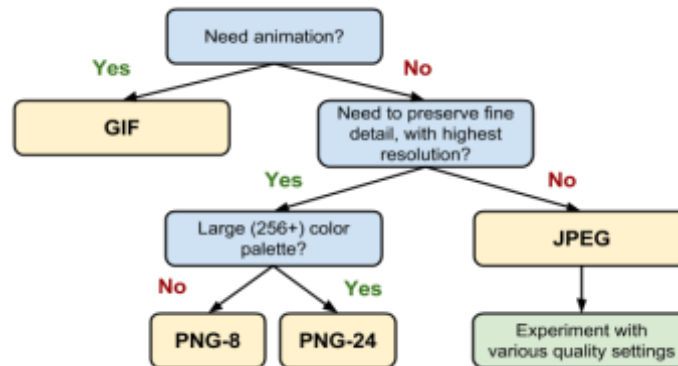 Need animation?
Yes
No
GIF
Need to preserve fine
detail, with highest
resolution?
Yes
No
Large (256+) color
palette?
JPEG
No
Yes
PNG-8
PNG-24
Experiment with
various quality settings